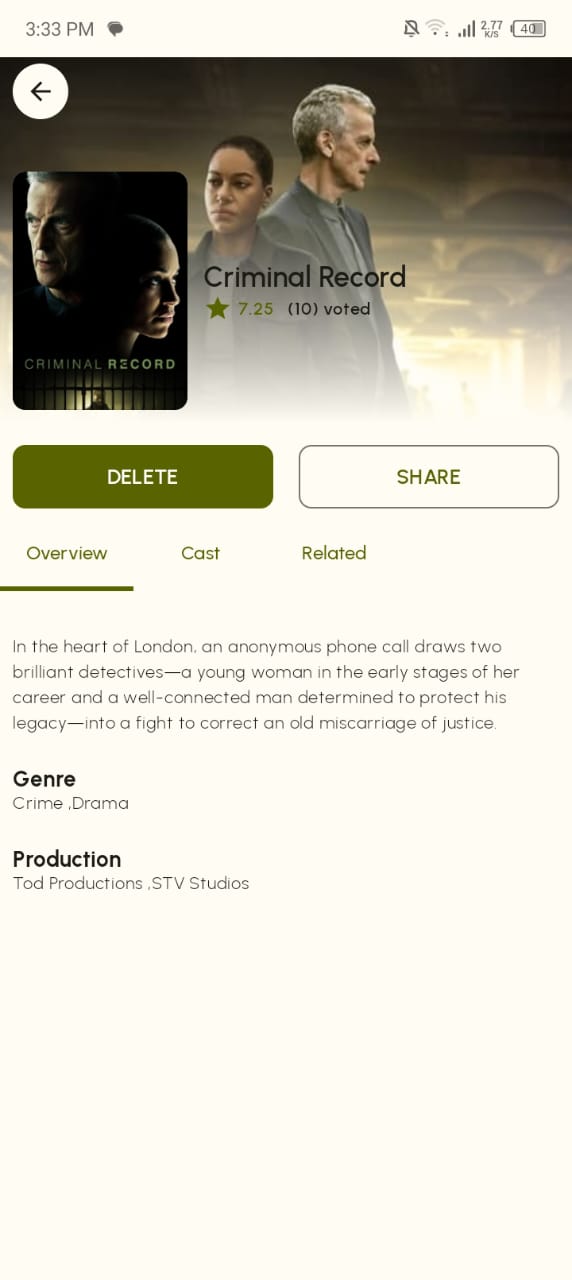 3:33 PM
2.77
K/S
40
CRIMINAL RECORD
Criminal Record
7.25 (10) voted
DELETE
SHARE
Overview
Cast
Related
In the heart of London, an anonymous phone call draws two
brilliant detectives—a young woman in the early stages of her
career and a well-connected man determined to protect his
legacy—into a fight to correct an old miscarriage of justice.
Genre
Crime ,Drama
Production
Tod Productions ,STV Studios